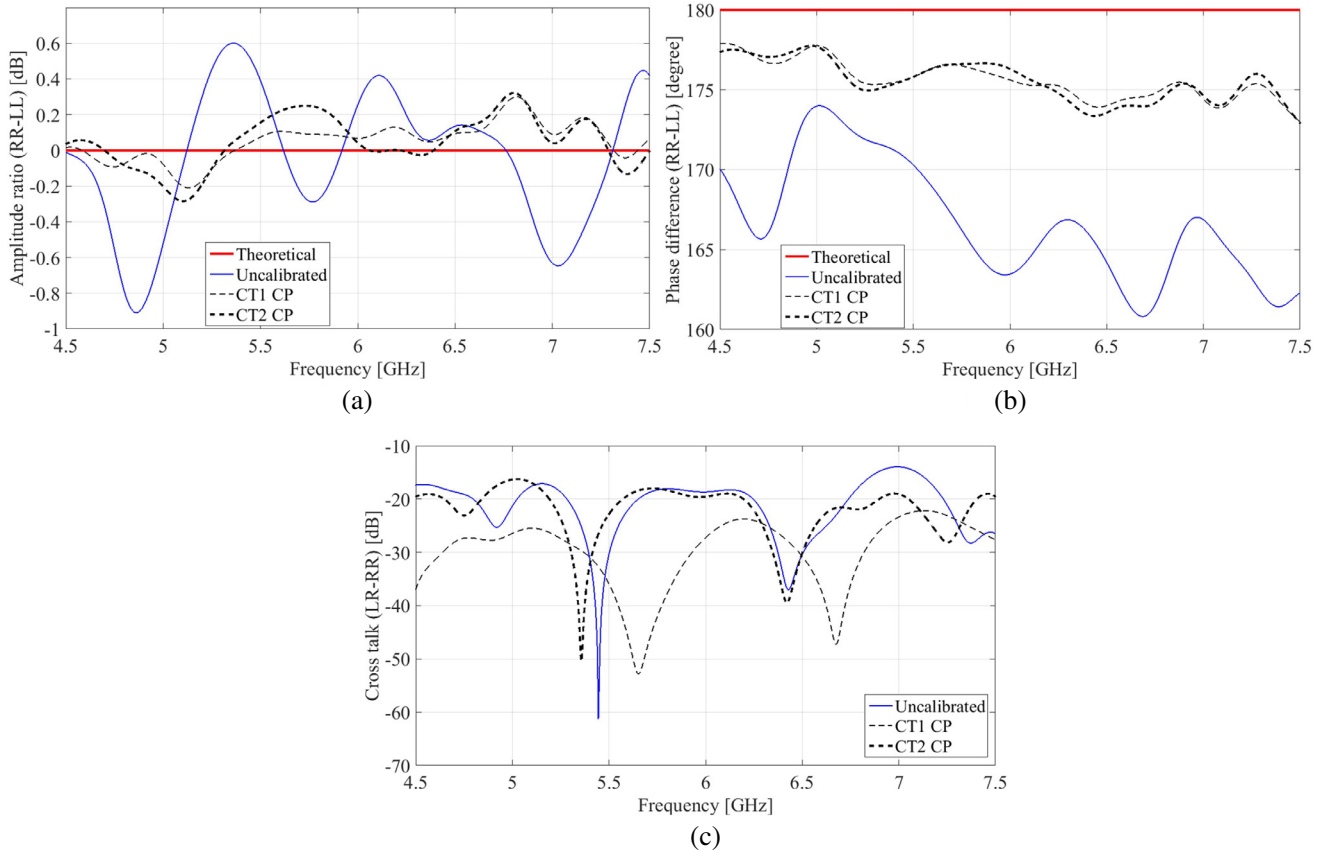 Amplitude ratio (RR-LL) [dB]
0.6
0.4
0.2
0
-0.2
-0.4
-0.6
-0.8
-1
Theoretical
Uncalibrated
CT1 CP
CT2 CP
4.5 5 5.5 6 6.5 7 7.5
Frequency [GHz]
(a)
Phase difference (RR-LL) [degree]
180
175
170
165
160
Theoretical
Uncalibrated
CT1 CP
CT2 CP
4.5 5 5.5 6 6.5 7 7.5
Frequency [GHz]
(b)
Cross talk (LR-RR) [dB]
-10
-20
-30
-40
-50
-60
-70
Uncalibrated
CT1 CP
CT2 CP
4.5 5 5.5 6 6.5 7 7.5
Frequency [GHz]
(c)